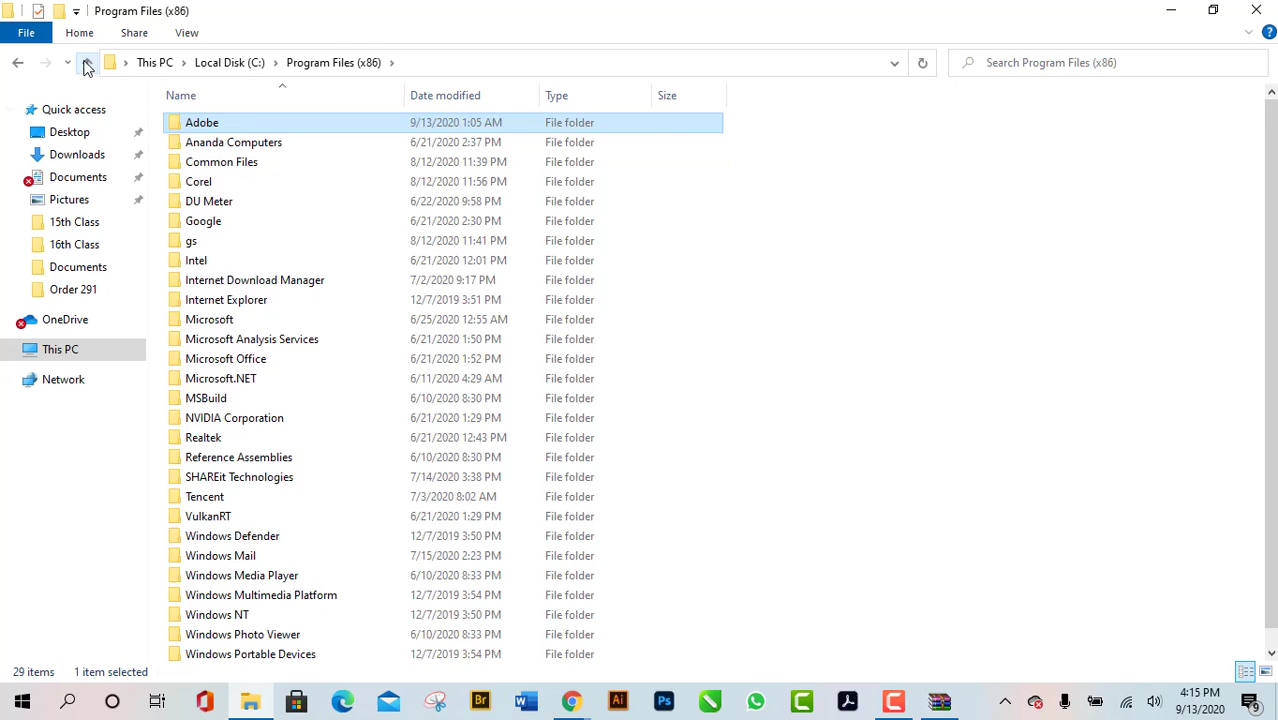 Program Files (x86)
File Home Share View
This PC Local Disk (C:) Program Files (x86) Search Program Files (x86)
Name Date modified Type Size
Quick access
Desktop
Downloads
Documents
Pictures
15th Class
16th Class
Documents
Order 291
OneDrive
This PC
Network
Adobe 9/13/2020 1:05 AM File folder
Ananda Computers 6/21/2020 2:37 PM File folder
Common Files 8/12/2020 11:39 PM File folder
Corel 8/12/2020 11:56 PM File folder
DU Meter 6/22/2020 9:58 PM File folder
Google 6/21/2020 2:30 PM File folder
gs 8/12/2020 11:41 PM File folder
Intel 6/21/2020 12:01 PM File folder
Internet Download Manager 7/2/2020 9:17 PM File folder
Internet Explorer 12/7/2019 3:51 PM File folder
Microsoft 6/25/2020 12:55 AM File folder
Microsoft Analysis Services 6/21/2020 1:50 PM File folder
Microsoft Office 6/21/2020 1:52 PM File folder
Microsoft.NET 6/11/2020 4:29 AM File folder
MSBuild 6/10/2020 8:30 PM File folder
NVIDIA Corporation 6/21/2020 1:29 PM File folder
Realtek 6/21/2020 12:43 PM File folder
Reference Assemblies 6/10/2020 8:30 PM File folder
SHAREit Technologies 7/14/2020 3:38 PM File folder
Tencent 7/3/2020 8:02 AM File folder
VulkanRT 6/21/2020 1:29 PM File folder
Windows Defender 12/7/2019 3:50 PM File folder
Windows Mail 7/15/2020 2:23 PM File folder
Windows Media Player 6/10/2020 8:33 PM File folder
Windows Multimedia Platform 12/7/2019 3:54 PM File folder
Windows NT 12/7/2019 3:50 PM File folder
Windows Photo Viewer 6/10/2020 8:33 PM File folder
Windows Portable Devices 12/7/2019 3:54 PM File folder
29 items 1 item selected
Br Ai Ps
4:15 PM
9/13/2020
9